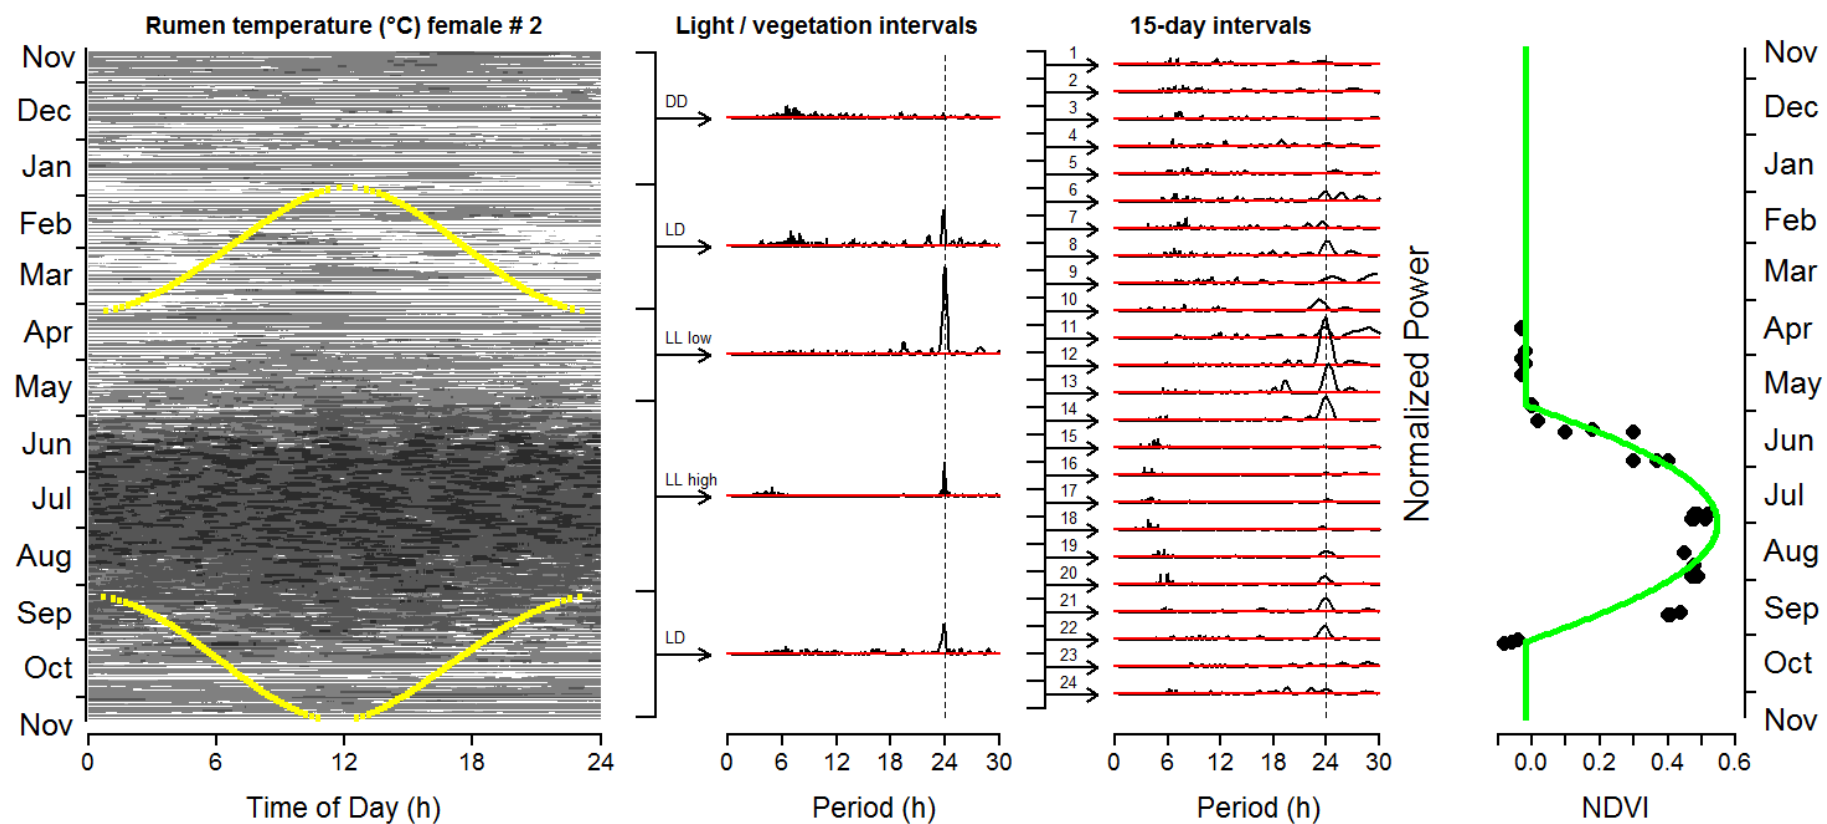 Rumen temperature (°C) female # 2
Nov
Dec
Jan
Feb
Mar
Apr
May
Jun
Jul
Aug
Sep
Oct
Nov
0 6 12 18 24
Time of Day (h)
Light / vegetation intervals
DD
LD
LL low
LL high
LD
0 6 12 18 24 30
Period (h)
15-day intervals
1
2
3
4
5
6
7
8
9
10
11
12
13
14
15
16
17
18
19
20
21
22
23
24
0 6 12 18 24 30
Period (h)
Normalized Power
Nov
Dec
Jan
Feb
Mar
Apr
May
Jun
Jul
Aug
Sep
Oct
Nov
0.0 0.2 0.4 0.6
NDVI